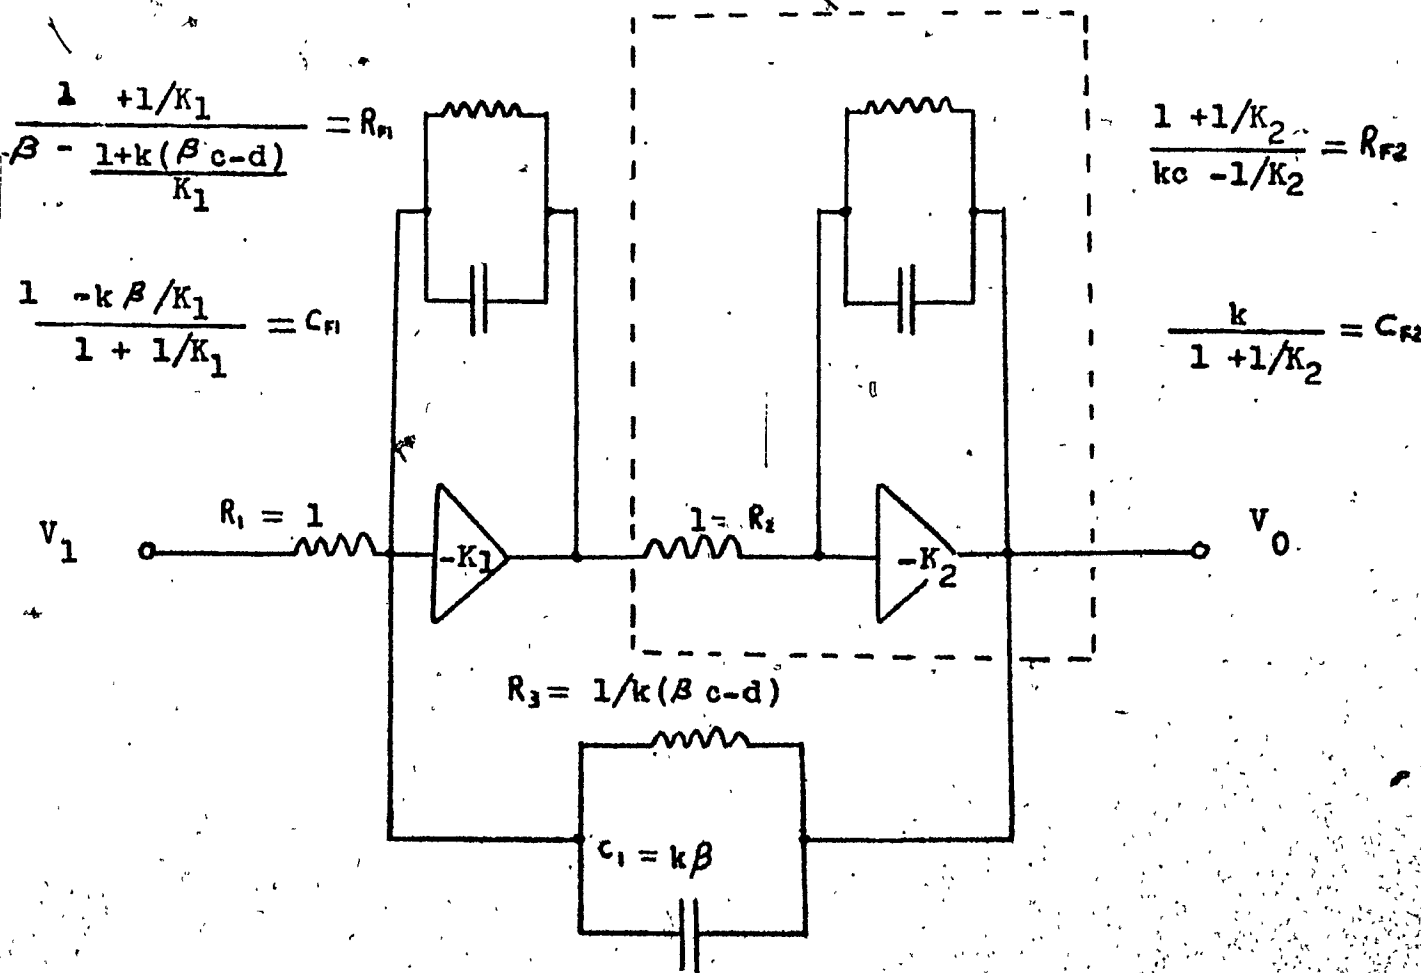 1 +1/K1
β - = RF1
1+k(β c-d)
K1
1 +1/K2
kc -1/K2 = RF2
1 -k β/K1
1 + 1/K1 = CF1
k
1 +1/K2 = CF2
V1
R1 = 1
-K1
1 = R2
-K2
V0
R3 = 1/k(β c-d)
C1 = kβ